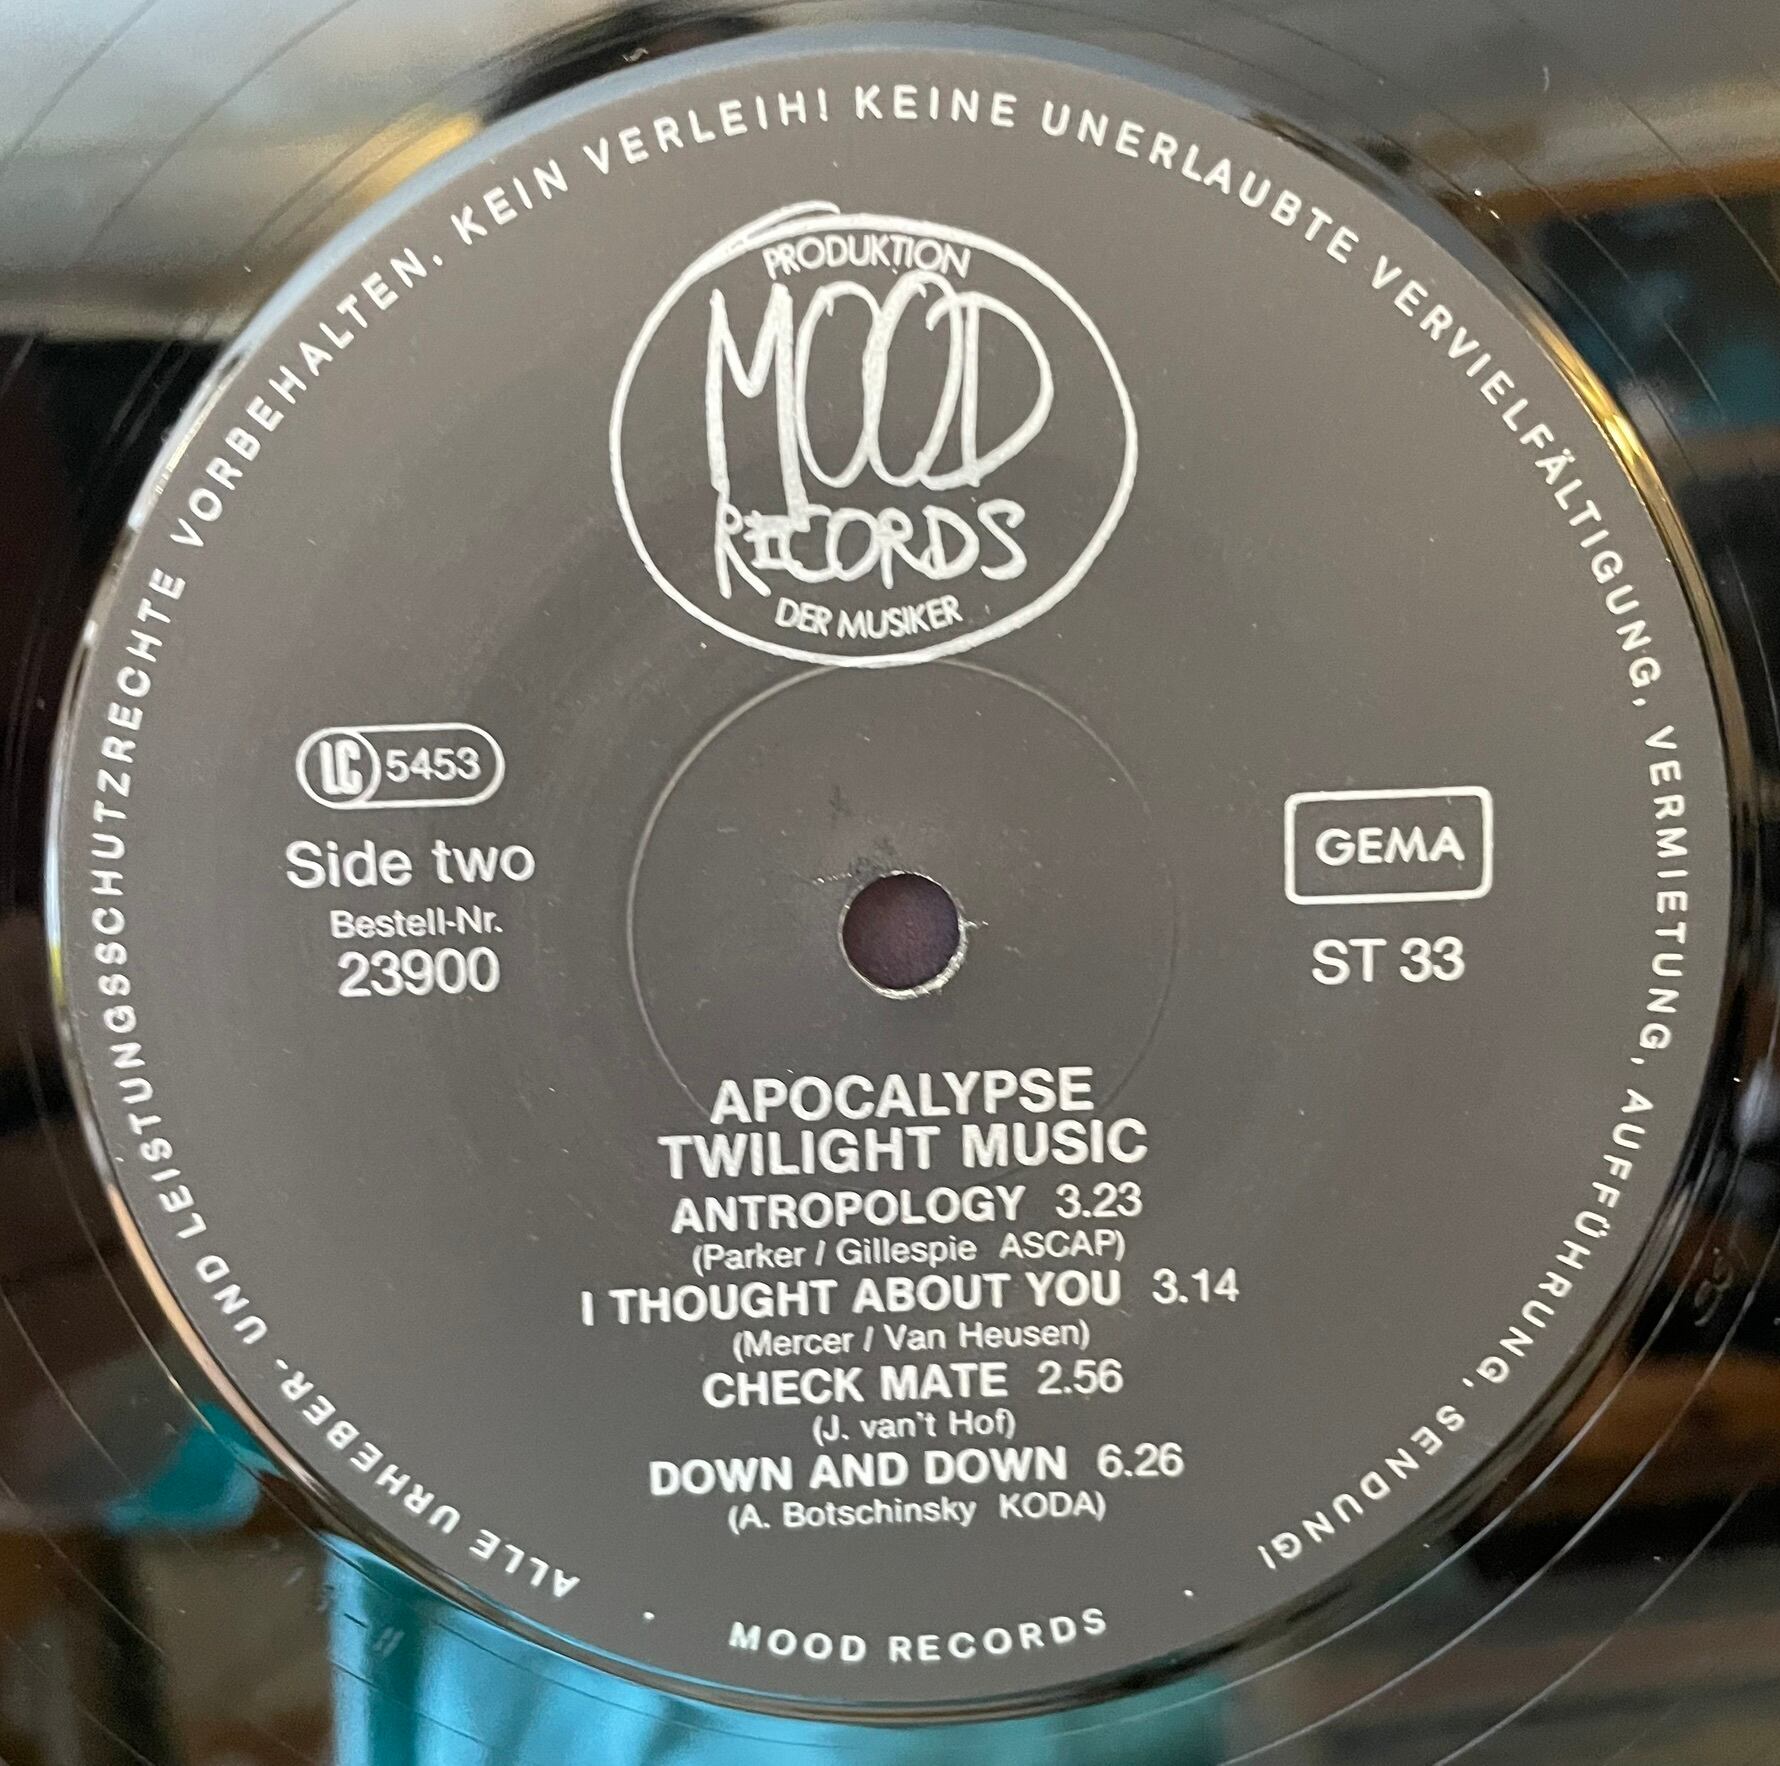 ALLE URHEBER- UND LEISTUNGSSCHUTZRECHTE VORBEHALTEN. KEIN VERLEIH! KEINE UNERLAUBTE VERVIELFÄLTIGUNG, VERMIETUNG, AUFFÜHRUNG, SENDUNG!
PRODUKTION
MOOD
RECORDS
DER MUSIKER
LC 5453
Side two
Bestell-Nr.
23900
GEMA
ST 33
APOCALYPSE
TWILIGHT MUSIC
ANTROPOLOGY 3.23
(Parker / Gillespie ASCAP)
I THOUGHT ABOUT YOU 3.14
(Mercer / Van Heusen)
CHECK MATE 2.56
(J. van't Hof)
DOWN AND DOWN 6.26
(A. Botschinsky KODA)
· MOOD RECORDS ·